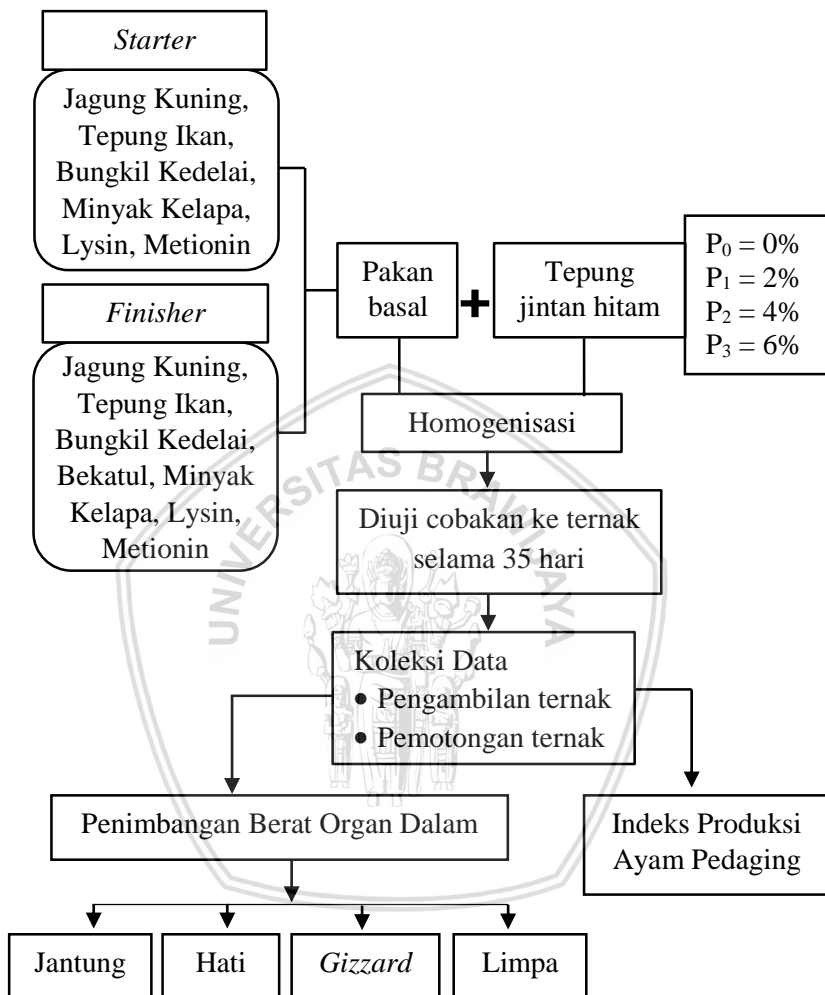 Starter
Jagung Kuning,
Tepung Ikan,
Bungkil Kedelai,
Minyak Kelapa,
Lysin, Metionin
Finisher
Jagung Kuning,
Tepung Ikan,
Bungkil Kedelai,
Bekatul, Minyak
Kelapa, Lysin,
Metionin
Pakan
basal
+
Tepung
jintan hitam
P₀ = 0%
P₁ = 2%
P₂ = 4%
P₃ = 6%
Homogenisasi
Diuji cobakan ke ternak
selama 35 hari
Koleksi Data
• Pengambilan ternak
• Pemotongan ternak
Penimbangan Berat Organ Dalam
Indeks Produksi
Ayam Pedaging
Jantung
Hati
Gizzard
Limpa
UNIVERSITAS BRAWIJAYA